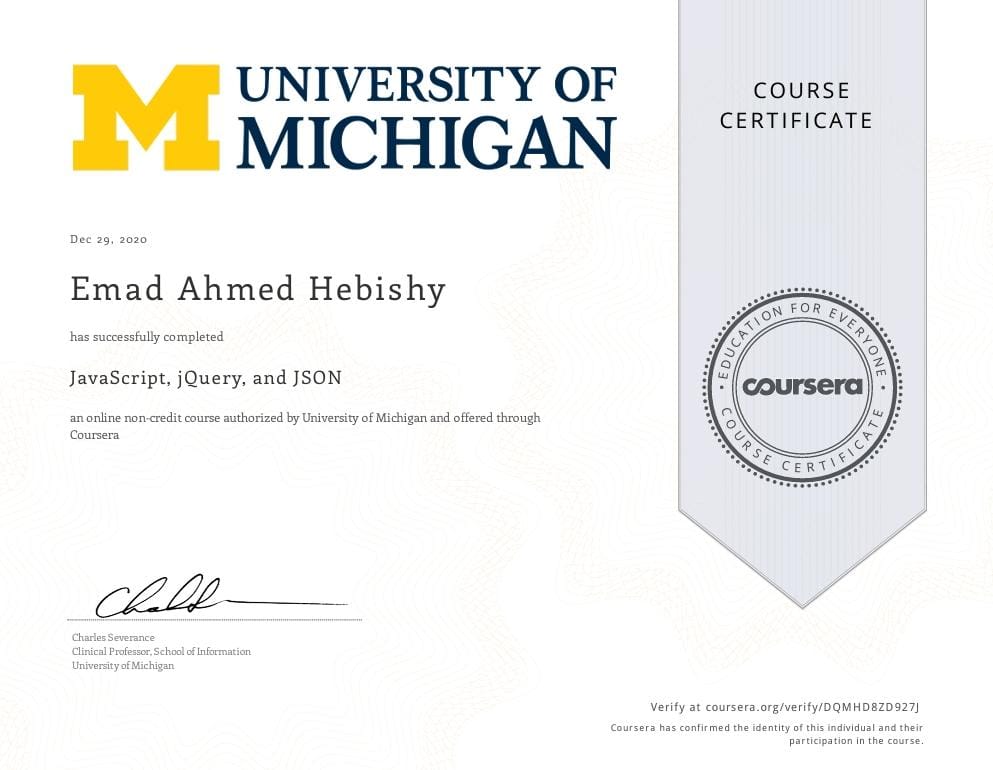 UNIVERSITY OF
MICHIGAN
COURSE
CERTIFICATE
Dec 29, 2020
Emad Ahmed Hebishy
has successfully completed
JavaScript, jQuery, and JSON
an online non-credit course authorized by University of Michigan and offered through
Coursera
EDUCATION FOR EVERYONE
coursera
COURSE CERTIFICATE
Charles Severance
Clinical Professor, School of Information
University of Michigan
Verify at coursera.org/verify/DQMHD8ZD927J
Coursera has confirmed the identity of this individual and their
participation in the course.